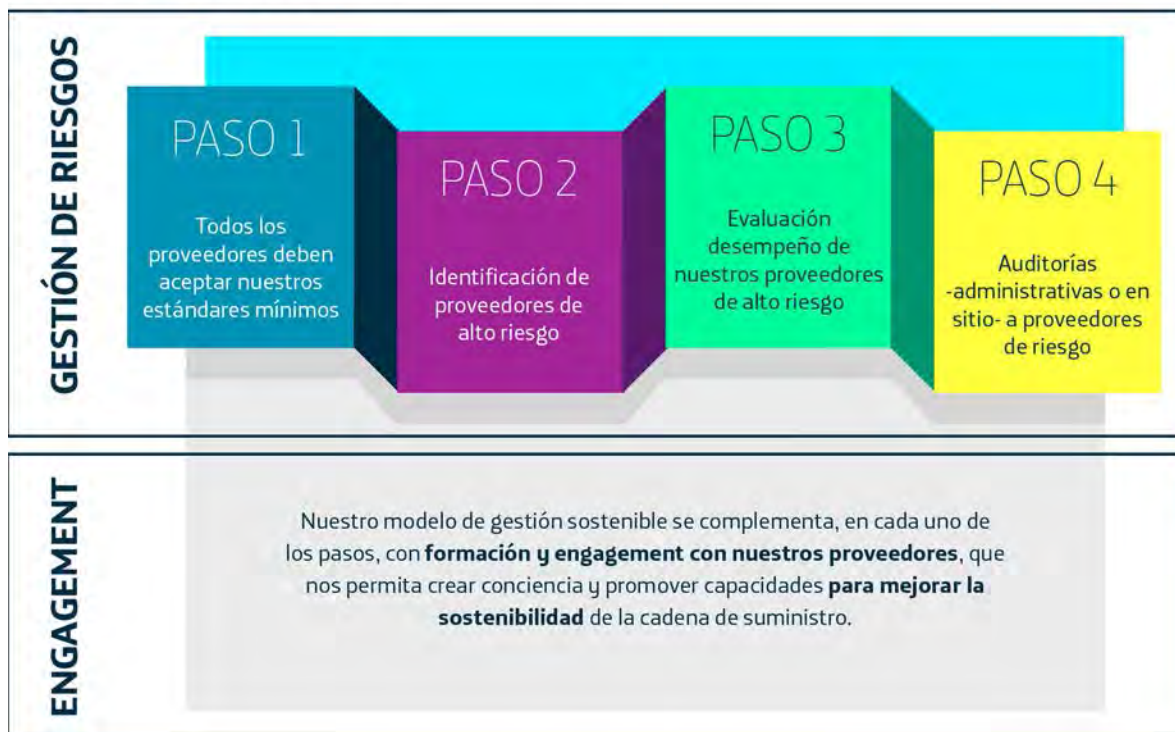 GESTIÓN DE RIESGOS
PASO 1
Todos los
proveedores deben
aceptar nuestros
estándares mínimos
PASO 2
Identificación de
proveedores de
alto riesgo
PASO 3
Evaluación
desempeño de
nuestros proveedores
de alto riesgo
PASO 4
Auditorías
-administrativas o en
sitio- a proveedores
de riesgo
ENGAGEMENT
Nuestro modelo de gestión sostenible se complementa, en cada uno de
los pasos, con formación y engagement con nuestros proveedores, que
nos permita crear conciencia y promover capacidades para mejorar la
sostenibilidad de la cadena de suministro.